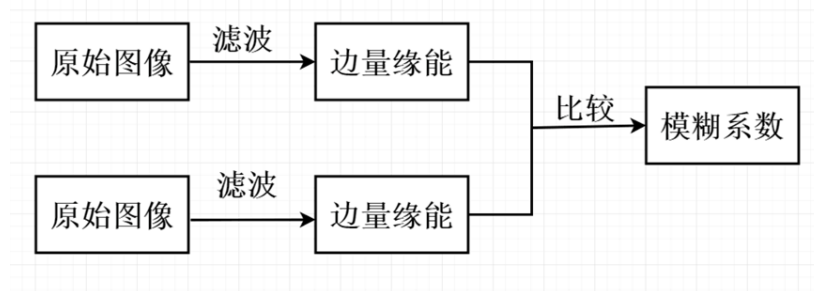 原始图像
滤波
边量缘能
比较
模糊系数
原始图像
滤波
边量缘能